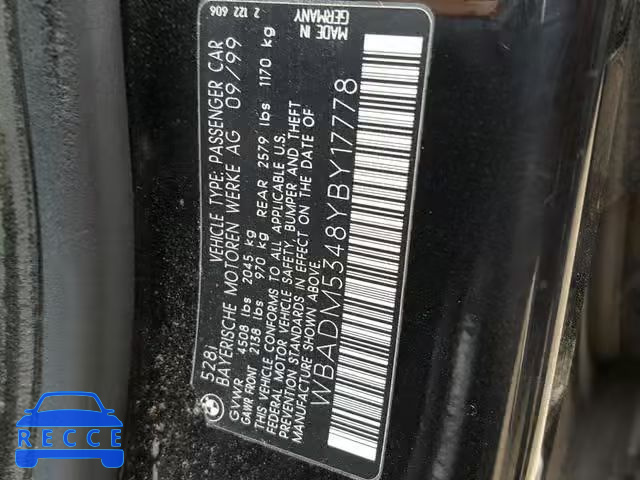 528i VEHICLE TYPE: PASSENGER CAR 2 122 606
BAYERISCHE MOTOREN WERKE AG 09/99
GVWR 4508 lbs 2045 kg
GAWR FRONT 2138 lbs 970 kg REAR 2579 lbs 1170 kg
THIS VEHICLE CONFORMS TO ALL APPLICABLE U.S.
FEDERAL MOTOR VEHICLE SAFETY, BUMPER AND THEFT
PREVENTION STANDARDS IN EFFECT ON THE DATE OF
MANUFACTURE SHOWN ABOVE.
MADE IN
GERMANY
WBADM5348YBY17778
RECCE